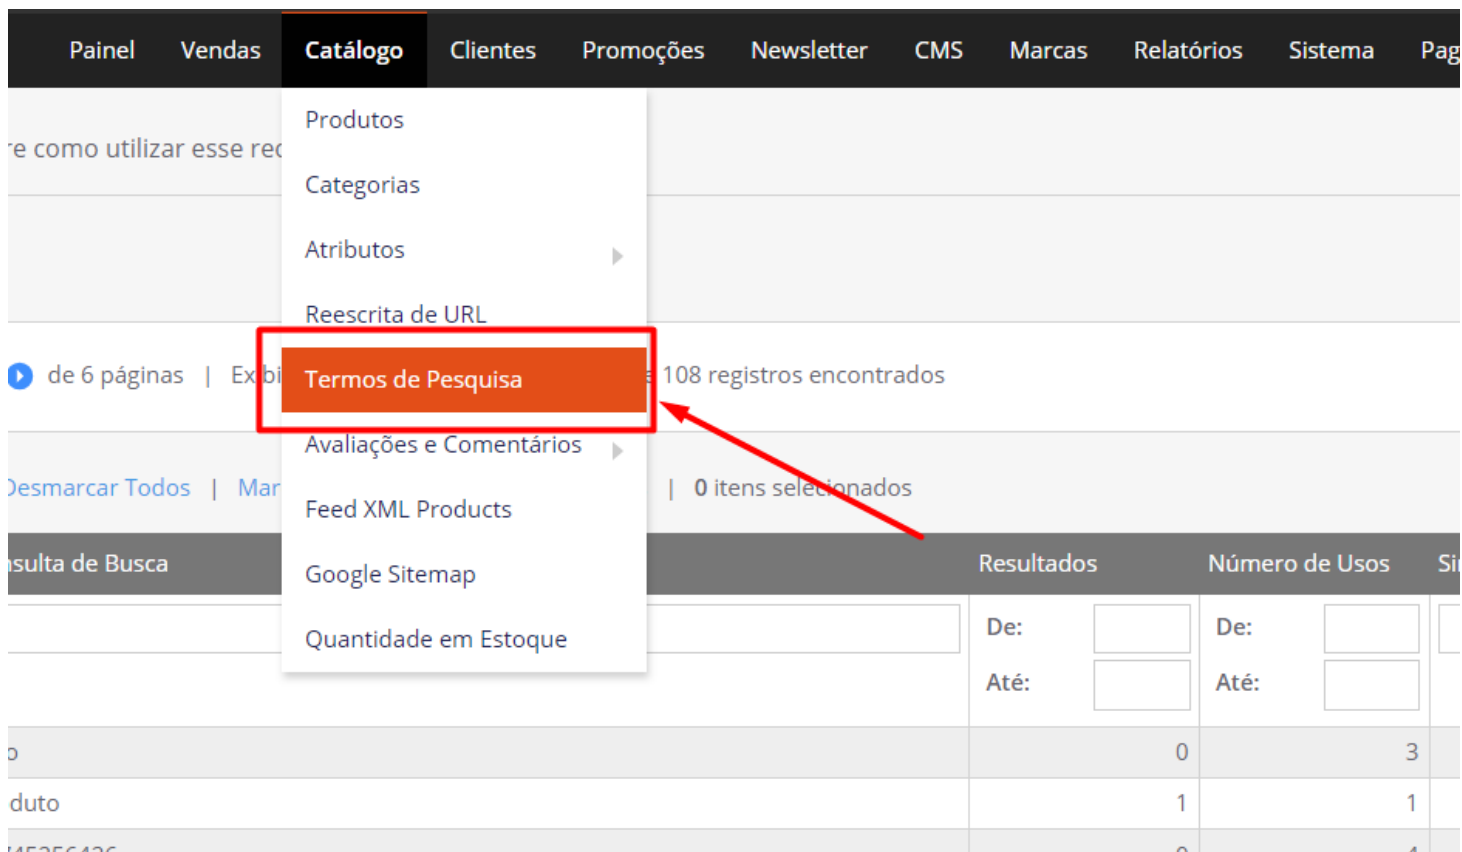 Painel Vendas Catálogo Clientes Promoções Newsletter CMS Marcas Relatórios Sistema
Produtos
como utilizar esse
Categorias
Atributos
Reescrita de URL
de 6 páginas |
Termos de Pesquisa
108 registros encontrados
Avaliações e Comentários
Desmarcar Todos |
| 0 itens selecionados
Feed XML Products
de Busca
Resultados Número de Usos
Google Sitemap
De: De:
Quantidade em Estoque
Até: Até:
0 3
1 1